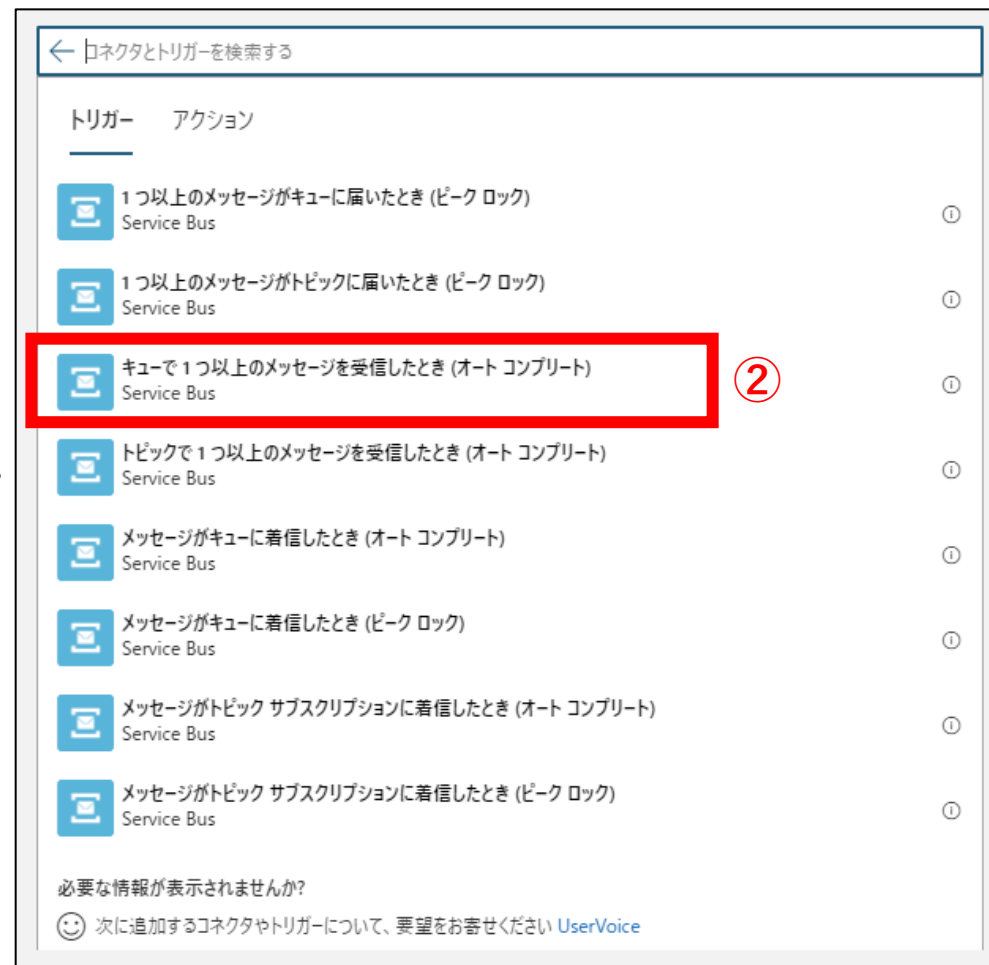 コネクタとトリガーを検索する
トリガー アクション
1 つ以上のメッセージがキューに届いたとき (ピーク ロック)
Service Bus
1 つ以上のメッセージがトピックに届いたとき (ピーク ロック)
Service Bus
キューで 1 つ以上のメッセージを受信したとき (オート コンプリート)
Service Bus
②
トピックで 1 つ以上のメッセージを受信したとき (オート コンプリート)
Service Bus
メッセージがキューに着信したとき (オート コンプリート)
Service Bus
メッセージがキューに着信したとき (ピーク ロック)
Service Bus
メッセージがトピック サブスクリプションに着信したとき (オート コンプリート)
Service Bus
メッセージがトピック サブスクリプションに着信したとき (ピーク ロック)
Service Bus
必要な情報が表示されませんか?
次に追加するコネクタやトリガーについて、要望をお寄せください UserVoice